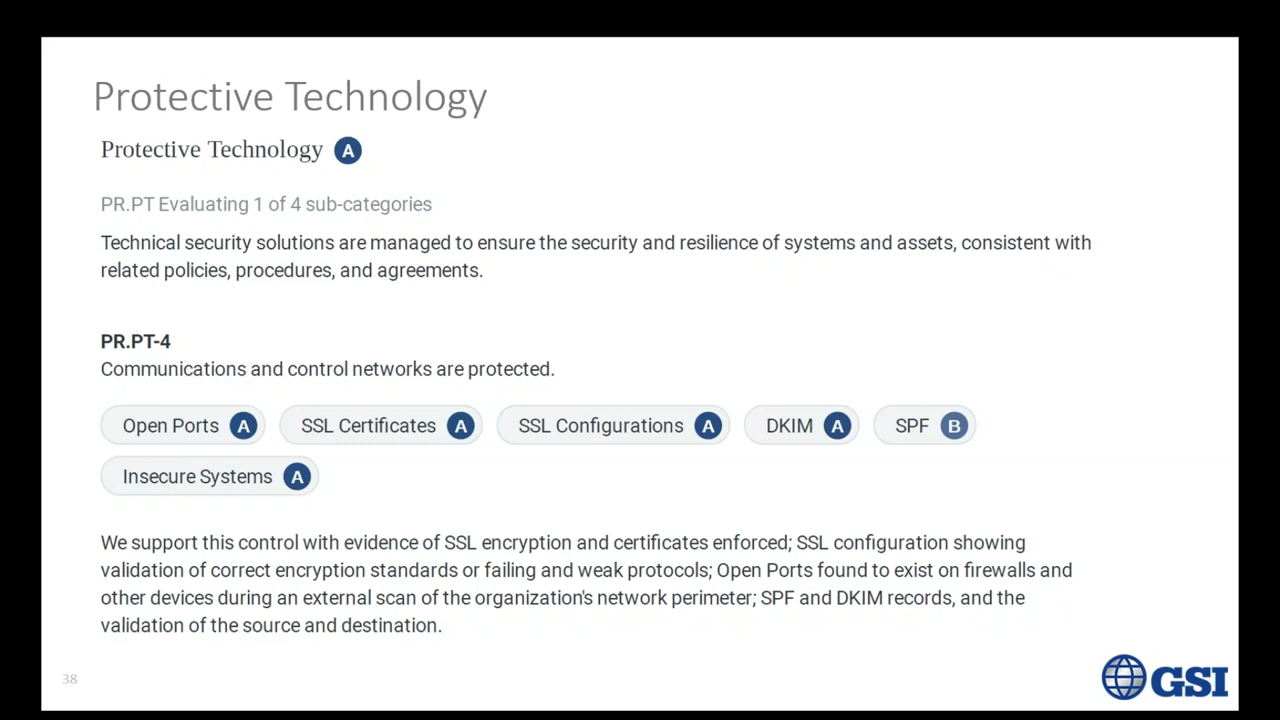 Protective Technology
Protective Technology A
PR.PT Evaluating 1 of 4 sub-categories
Technical security solutions are managed to ensure the security and resilience of systems and assets, consistent with
related policies, procedures, and agreements.
PR.PT-4
Communications and control networks are protected.
Open Ports A SSL Certificates A SSL Configurations A DKIM A SPF B
Insecure Systems A
We support this control with evidence of SSL encryption and certificates enforced; SSL configuration showing
validation of correct encryption standards or failing and weak protocols; Open Ports found to exist on firewalls and
other devices during an external scan of the organization's network perimeter; SPF and DKIM records, and the
validation of the source and destination.
38
GSI